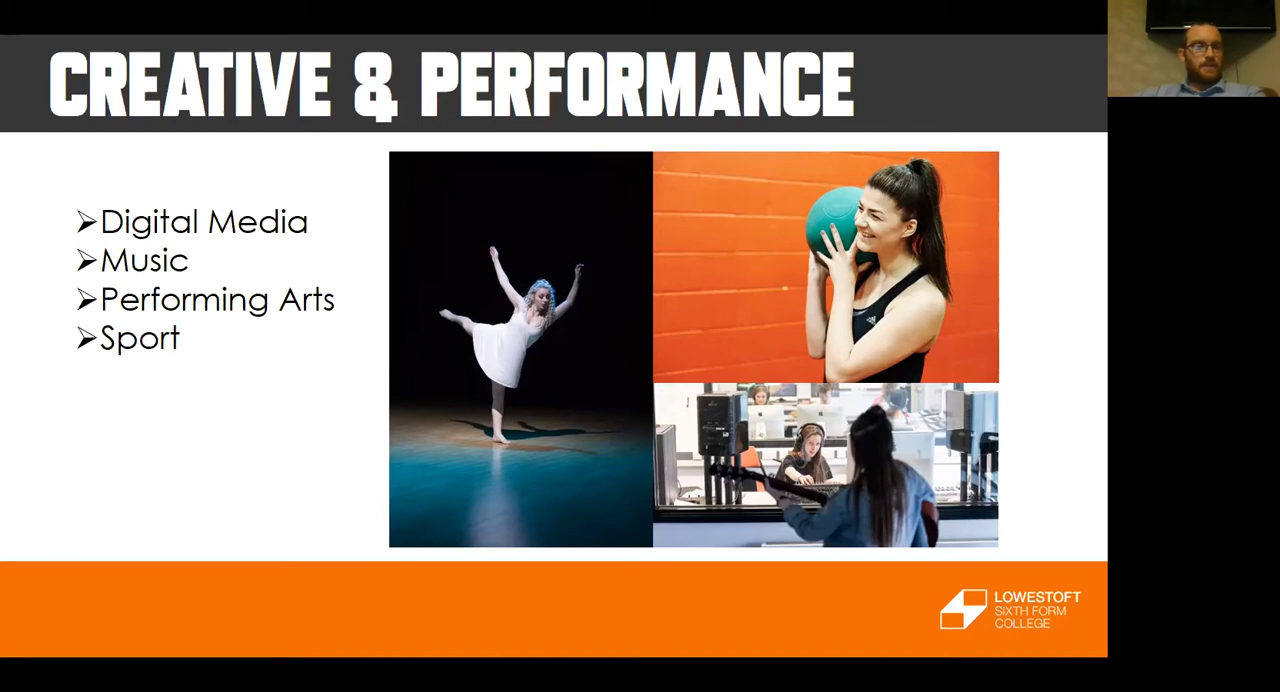 CREATIVE & PERFORMANCE
➢Digital Media
➢Music
➢Performing Arts
➢Sport
LOWESTOFT
SIXTH FORM
COLLEGE